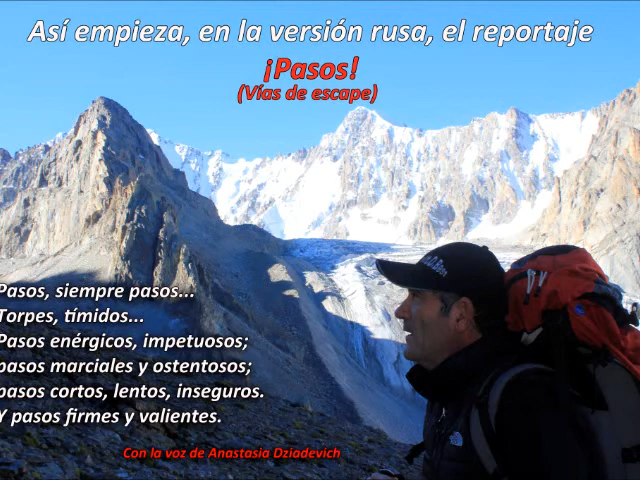 Así empieza, en la versión rusa, el reportaje
¡Pasos!
(Vías de escape)
Pasos, siempre pasos...
Torpes, tímidos...
Pasos enérgicos, impetuosos;
pasos marciales y ostentosos;
pasos cortos, lentos, inseguros.
Y pasos firmes y valientes.
Con la voz de Anastasia Dziadevich